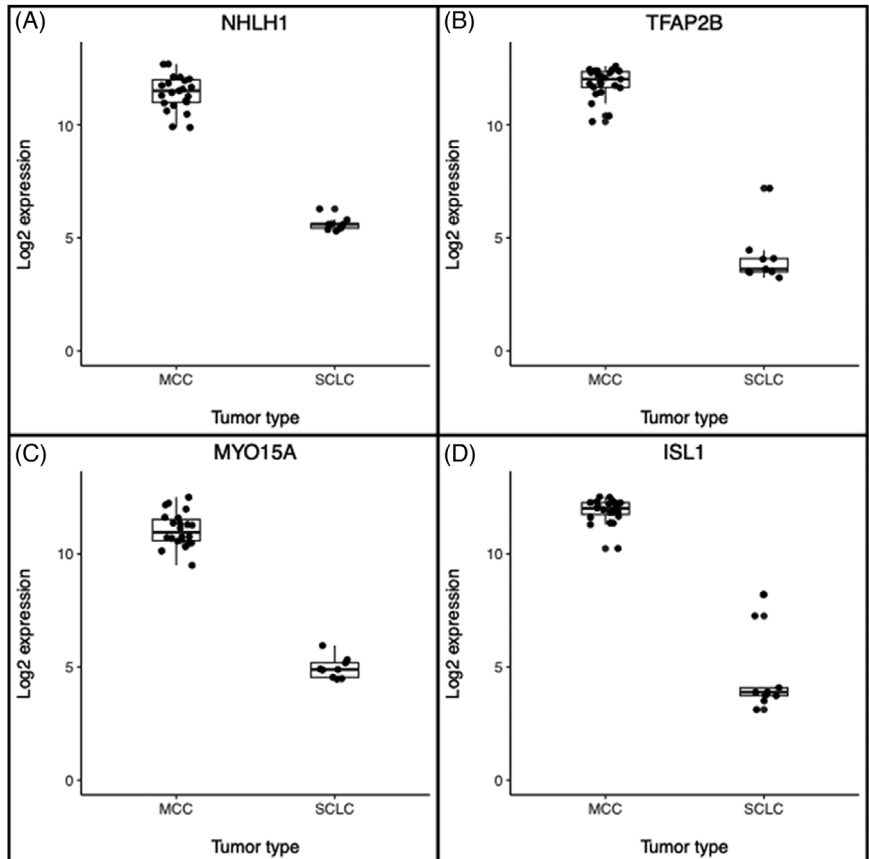 (A) NHLH1
Log2 expression
10
5
0
MCC SCLC
Tumor type
(B) TFAP2B
Log2 expression
10
5
0
MCC SCLC
Tumor type
(C) MYO15A
Log2 expression
10
5
0
MCC SCLC
Tumor type
(D) ISL1
Log2 expression
10
5
0
MCC SCLC
Tumor type